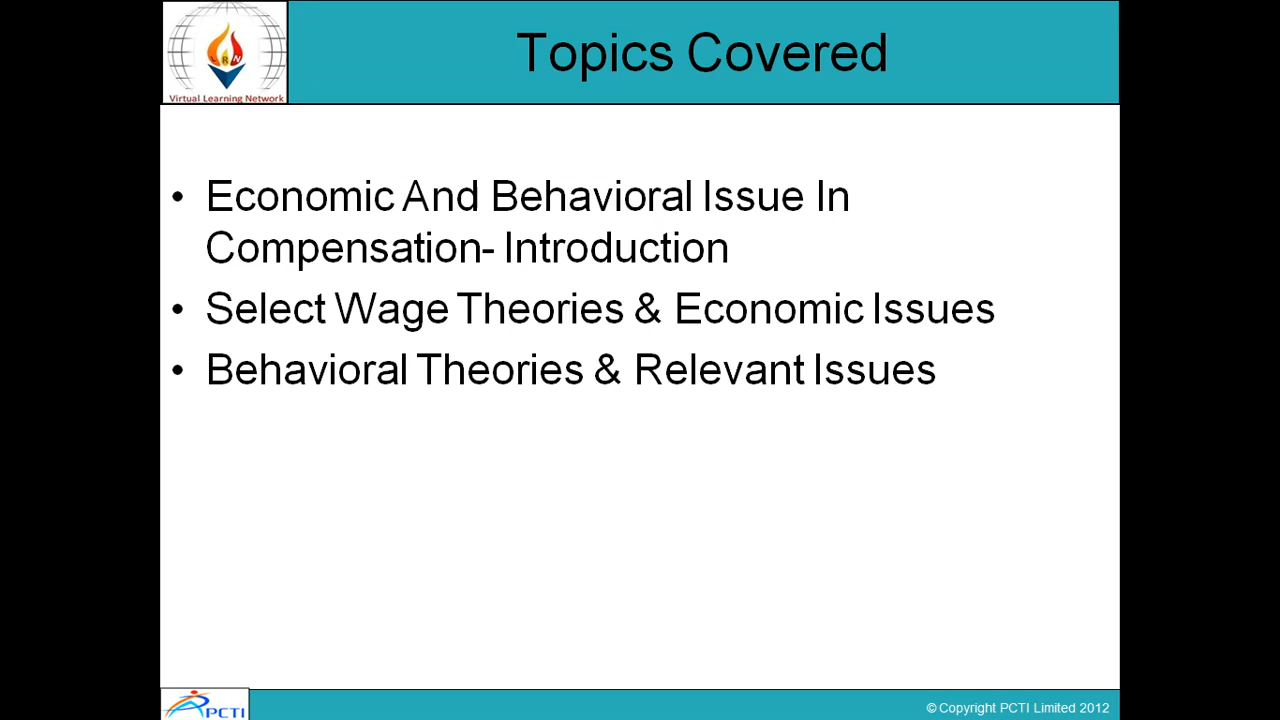 Topics Covered
LRN
Virtual Learning Network
• Economic And Behavioral Issue In
Compensation- Introduction
• Select Wage Theories & Economic Issues
• Behavioral Theories & Relevant Issues
PCTI
© Copyright PCTI Limited 2012